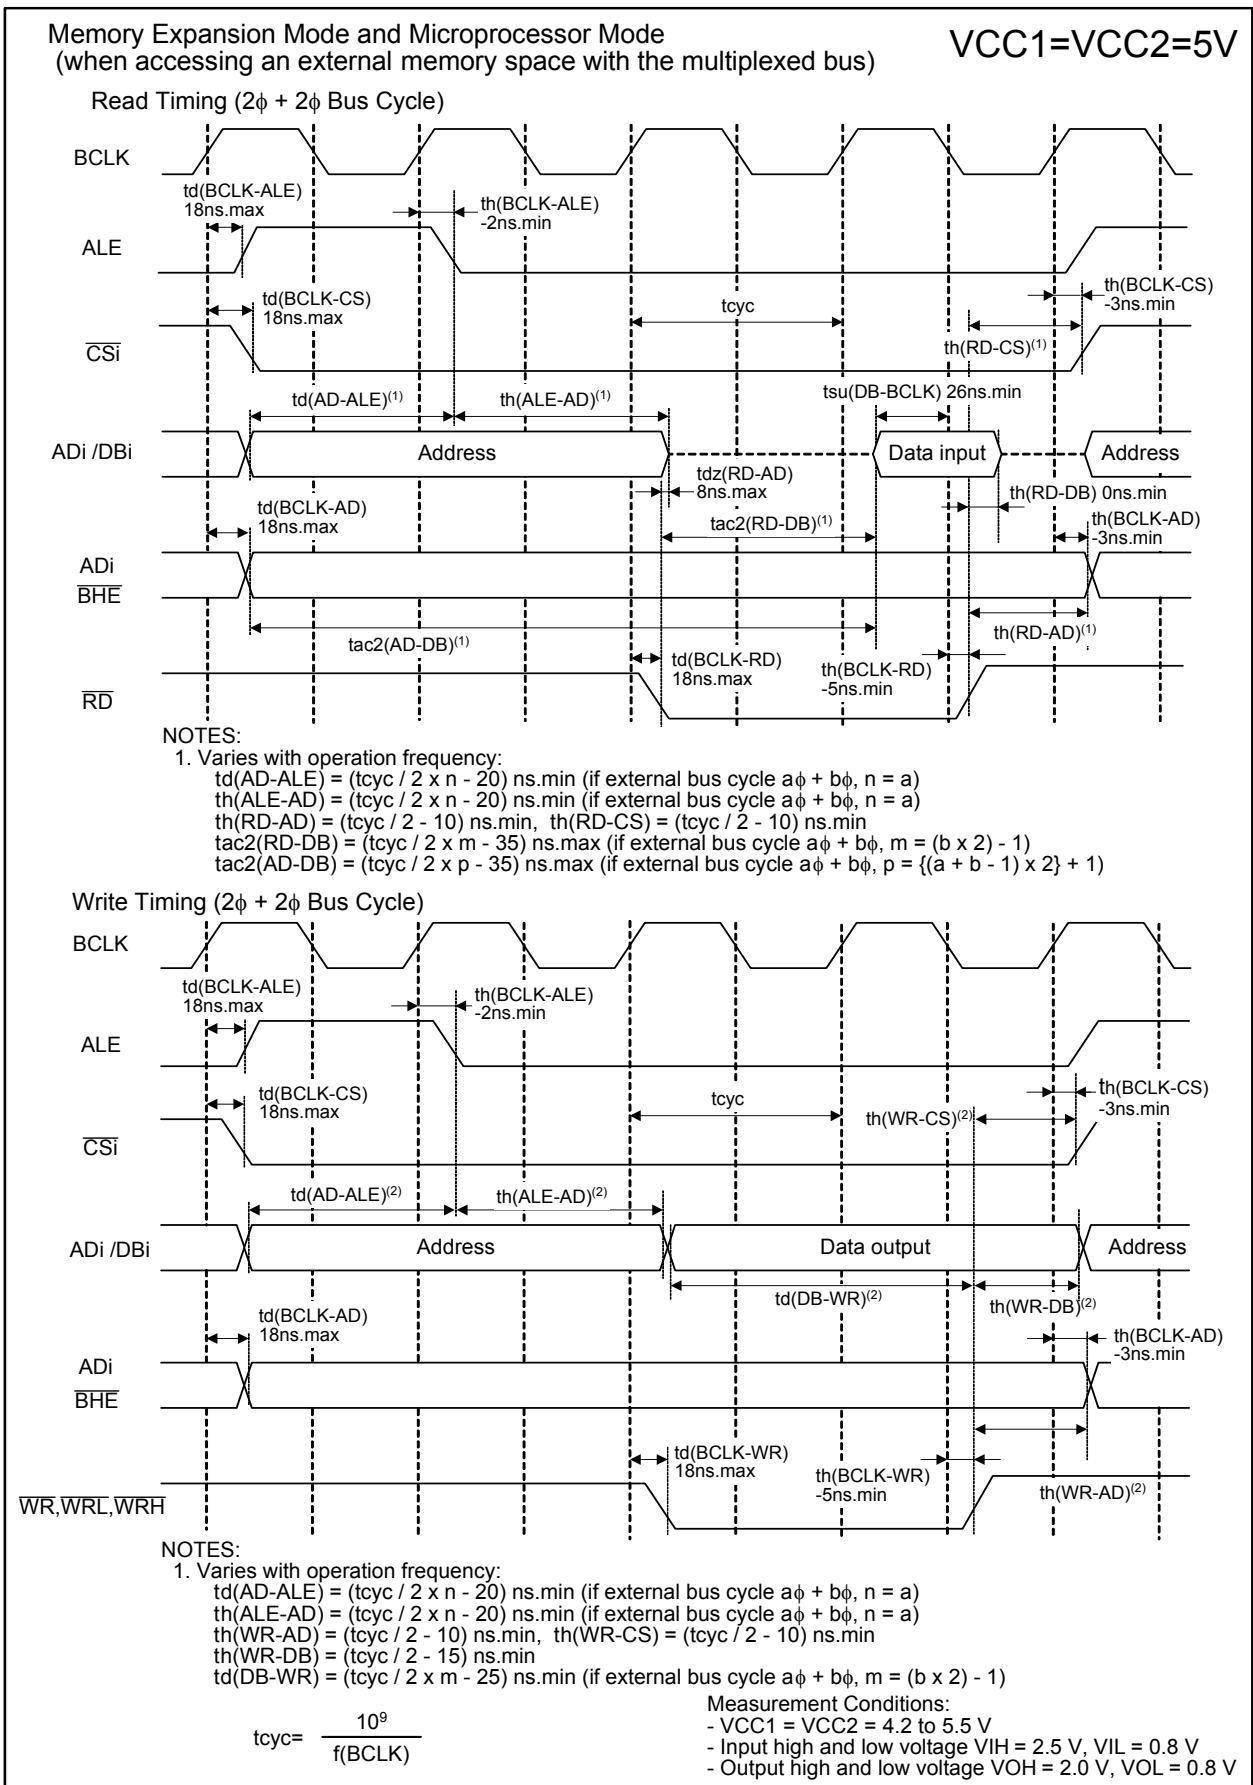 Memory Expansion Mode and Microprocessor Mode
(when accessing an external memory space with the multiplexed bus)
VCC1=VCC2=5V
Read Timing (2ϕ + 2ϕ Bus Cycle)
BCLK
td(BCLK-ALE)
18ns.max
th(BCLK-ALE)
-2ns.min
ALE
td(BCLK-CS)
18ns.max
tcyc
th(BCLK-CS)
-3ns.min
th(RD-CS)(1)
CSi
td(AD-ALE)(1)
th(ALE-AD)(1)
tsu(DB-BCLK) 26ns.min
ADi /DBi
Address
Data input
Address
tdz(RD-AD)
8ns.max
th(RD-DB) 0ns.min
td(BCLK-AD)
18ns.max
tac2(RD-DB)(1)
th(BCLK-AD)
-3ns.min
ADi
BHE
tac2(AD-DB)(1)
th(RD-AD)(1)
td(BCLK-RD)
18ns.max
th(BCLK-RD)
-5ns.min
RD
NOTES:
1. Varies with operation frequency:
td(AD-ALE) = (tcyc / 2 x n - 20) ns.min (if external bus cycle aϕ + bϕ, n = a)
th(ALE-AD) = (tcyc / 2 x n - 20) ns.min (if external bus cycle aϕ + bϕ, n = a)
th(RD-AD) = (tcyc / 2 - 10) ns.min, th(RD-CS) = (tcyc / 2 - 10) ns.min
tac2(RD-DB) = (tcyc / 2 x m - 35) ns.max (if external bus cycle aϕ + bϕ, m = (b x 2) - 1)
tac2(AD-DB) = (tcyc / 2 x p - 35) ns.max (if external bus cycle aϕ + bϕ, p = {(a + b - 1) x 2} + 1)
Write Timing (2ϕ + 2ϕ Bus Cycle)
BCLK
td(BCLK-ALE)
18ns.max
th(BCLK-ALE)
-2ns.min
ALE
td(BCLK-CS)
18ns.max
tcyc
th(WR-CS)(2)
th(BCLK-CS)
-3ns.min
CSi
td(AD-ALE)(2)
th(ALE-AD)(2)
ADi /DBi
Address
Data output
Address
td(DB-WR)(2)
th(WR-DB)(2)
td(BCLK-AD)
18ns.max
th(BCLK-AD)
-3ns.min
ADi
BHE
td(BCLK-WR)
18ns.max
th(BCLK-WR)
-5ns.min
th(WR-AD)(2)
WR,WRL,WRH
NOTES:
1. Varies with operation frequency:
td(AD-ALE) = (tcyc / 2 x n - 20) ns.min (if external bus cycle aϕ + bϕ, n = a)
th(ALE-AD) = (tcyc / 2 x n - 20) ns.min (if external bus cycle aϕ + bϕ, n = a)
th(WR-AD) = (tcyc / 2 - 10) ns.min, th(WR-CS) = (tcyc / 2 - 10) ns.min
th(WR-DB) = (tcyc / 2 - 15) ns.min
td(DB-WR) = (tcyc / 2 x m - 25) ns.min (if external bus cycle aϕ + bϕ, m = (b x 2) - 1)
tcyc= 10⁹
f(BCLK)
Measurement Conditions:
- VCC1 = VCC2 = 4.2 to 5.5 V
- Input high and low voltage VIH = 2.5 V, VIL = 0.8 V
- Output high and low voltage VOH = 2.0 V, VOL = 0.8 V